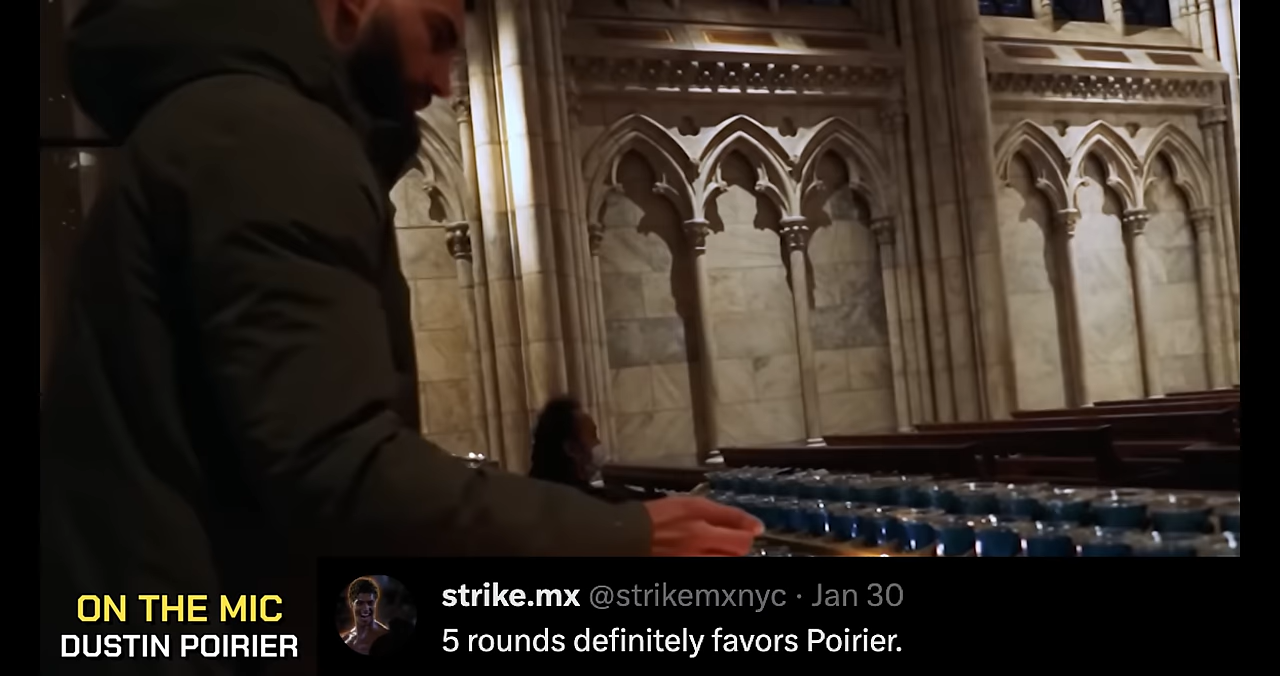 ON THE MIC
DUSTIN POIRIER
strike.mx @strikemxnyc · Jan 30
5 rounds definitely favors Poirier.